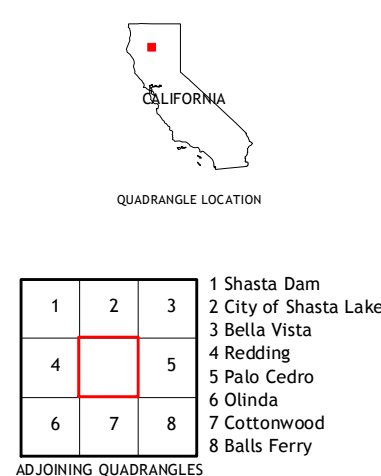 CALIFORNIA
QUADRANGLE LOCATION
1 2 3
4 5
6 7 8
1 Shasta Dam
2 City of Shasta Lake
3 Bella Vista
4 Redding
5 Palo Cedro
6 Olinda
7 Cottonwood
8 Balls Ferry
ADJOINING QUADRANGLES